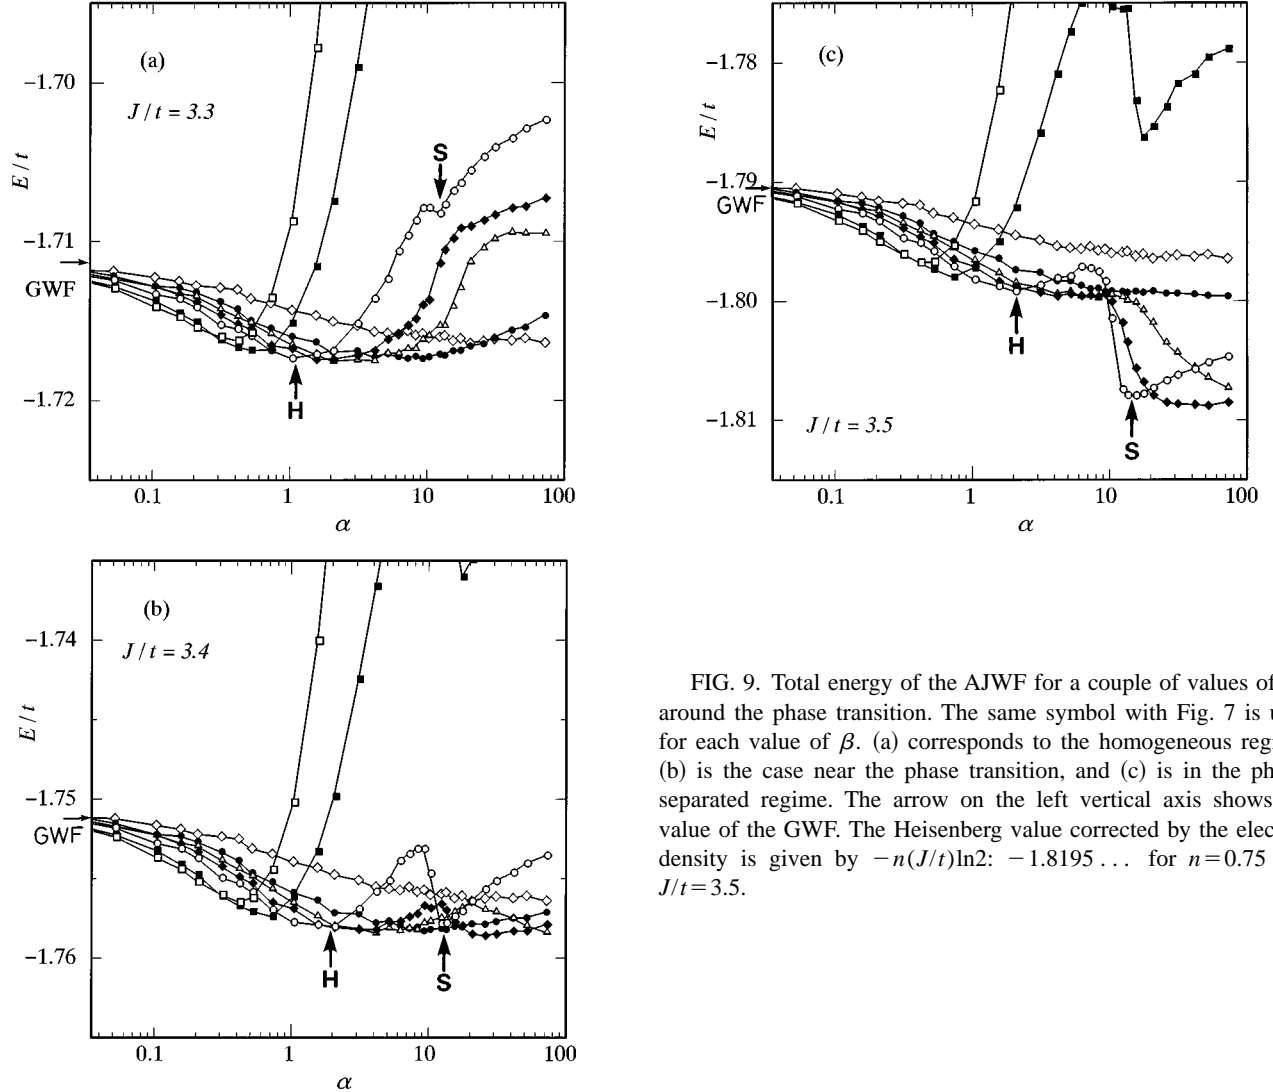 (a)
J/t = 3.3
E/t
−1.70
−1.71
−1.72
GWF
S
H
0.1 1 10 100
α
(c)
E/t
−1.78
−1.79
−1.80
−1.81
GWF
H
S
J/t = 3.5
0.1 1 10 100
α
(b)
J/t = 3.4
E/t
−1.74
−1.75
−1.76
GWF
H
S
0.1 1 10 100
α
FIG. 9. Total energy of the AJWF for a couple of values of
around the phase transition. The same symbol with Fig. 7 is
for each value of β. (a) corresponds to the homogeneous
(b) is the case near the phase transition, and (c) is in the
separated regime. The arrow on the left vertical axis shows
value of the GWF. The Heisenberg value corrected by the
density is given by −n(J/t)ln2: −1.8195 . . . for n=0.75
J/t=3.5.